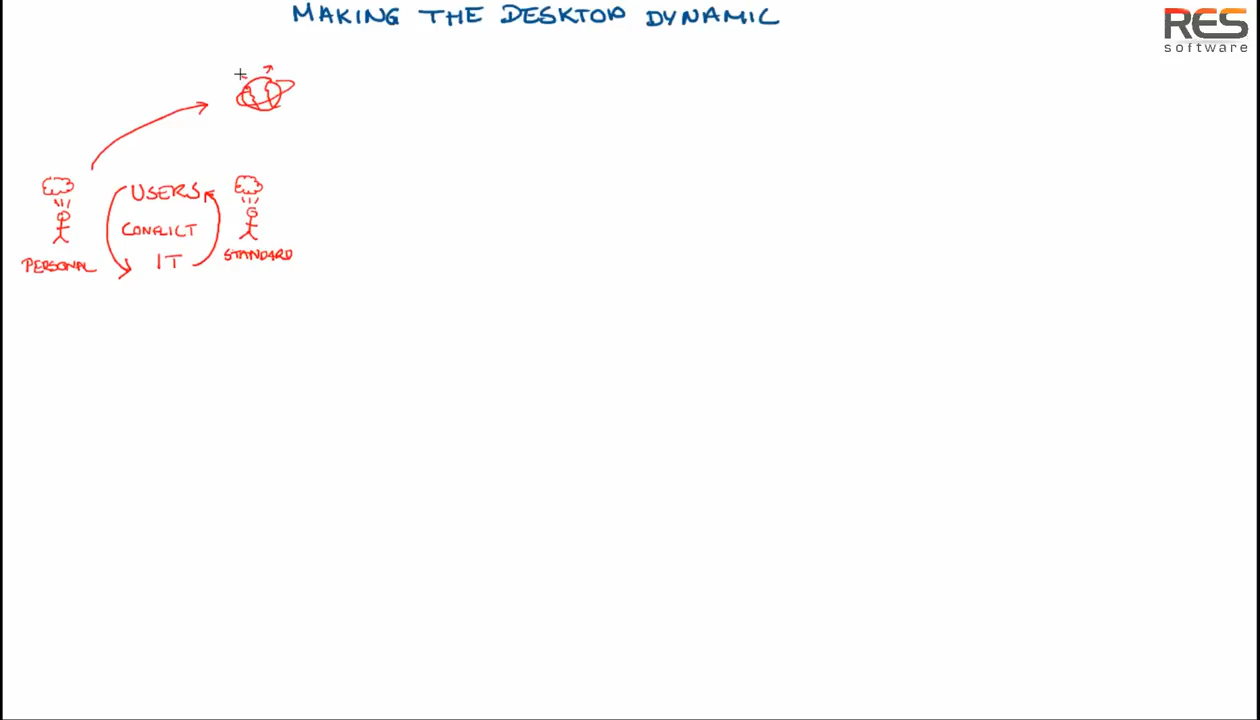 MAKING THE DESKTOP DYNAMIC
RES
software
USERS
CONFLICT
IT
PERSONAL
STANDARD